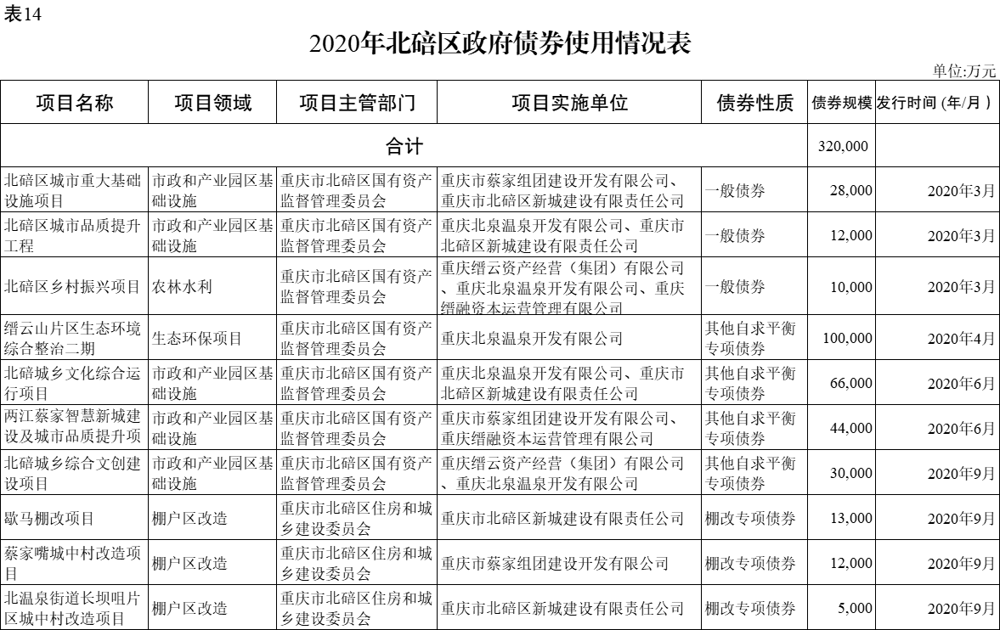 表14
2020年北碚区政府债券使用情况表
单位:万元
项目名称 项目领域 项目主管部门 项目实施单位 债券性质 债券规模 发行时间 (年/月 )
合计 320,000
北碚区城市重大基础 市政和产业园区基 重庆市北碚区国有资产 重庆市蔡家组团建设开发有限公司、 一般债券 28,000 2020年3月
设施项目 础设施 监督管理委员会 重庆市北碚区新城建设有限责任公司
北碚区城市品质提升 市政和产业园区基 重庆市北碚区国有资产 重庆北泉温泉开发有限公司、重庆市 一般债券 12,000 2020年3月
工程 础设施 监督管理委员会 北碚区新城建设有限责任公司
北碚区乡村振兴项目 农林水利 重庆市北碚区国有资产 重庆缙云资产经营（集团）有限公司 一般债券 10,000 2020年3月
监督管理委员会 、重庆北泉温泉开发有限公司、重庆
缙融资本运营管理有限公司
缙云山片区生态环境 生态环保项目 重庆市北碚区国有资产 重庆北泉温泉开发有限公司 其他自求平衡 100,000 2020年4月
综合整治二期 监督管理委员会 专项债券
北碚城乡文化综合运 市政和产业园区基 重庆市北碚区国有资产 重庆北泉温泉开发有限公司、重庆市 其他自求平衡 66,000 2020年6月
行项目 础设施 监督管理委员会 北碚区新城建设有限责任公司 专项债券
两江蔡家智慧新城建 市政和产业园区基 重庆市北碚区国有资产 重庆市蔡家组团建设开发有限公司、 其他自求平衡 44,000 2020年6月
设及城市品质提升项 础设施 监督管理委员会 重庆缙融资本运营管理有限公司 专项债券
北碚城乡综合文创建 市政和产业园区基 重庆市北碚区国有资产 重庆缙云资产经营（集团）有限公司 其他自求平衡 30,000 2020年9月
设项目 础设施 监督管理委员会 、重庆北泉温泉开发有限公司 专项债券
歇马棚改项目 棚户区改造 重庆市北碚区住房和城 重庆市北碚区新城建设有限责任公司 棚改专项债券 13,000 2020年9月
乡建设委员会
蔡家嘴城中村改造项 棚户区改造 重庆市北碚区住房和城 重庆市蔡家组团建设开发有限公司 棚改专项债券 12,000 2020年9月
目 乡建设委员会
北温泉街道长坝咀片 棚户区改造 重庆市北碚区住房和城 重庆市北碚区新城建设有限责任公司 棚改专项债券 5,000 2020年9月
区城中村改造项目 乡建设委员会